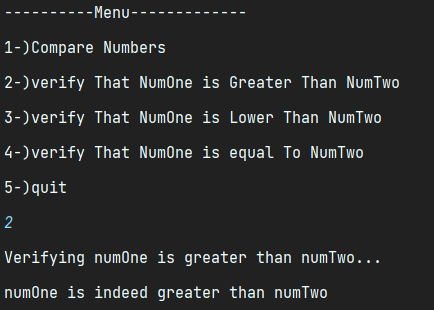 ----------Menu-------------
1-)Compare Numbers
2-)verify That NumOne is Greater Than NumTwo
3-)verify That NumOne is Lower Than NumTwo
4-)verify That NumOne is equal To NumTwo
5-)quit
2
Verifying numOne is greater than numTwo...
numOne is indeed greater than numTwo